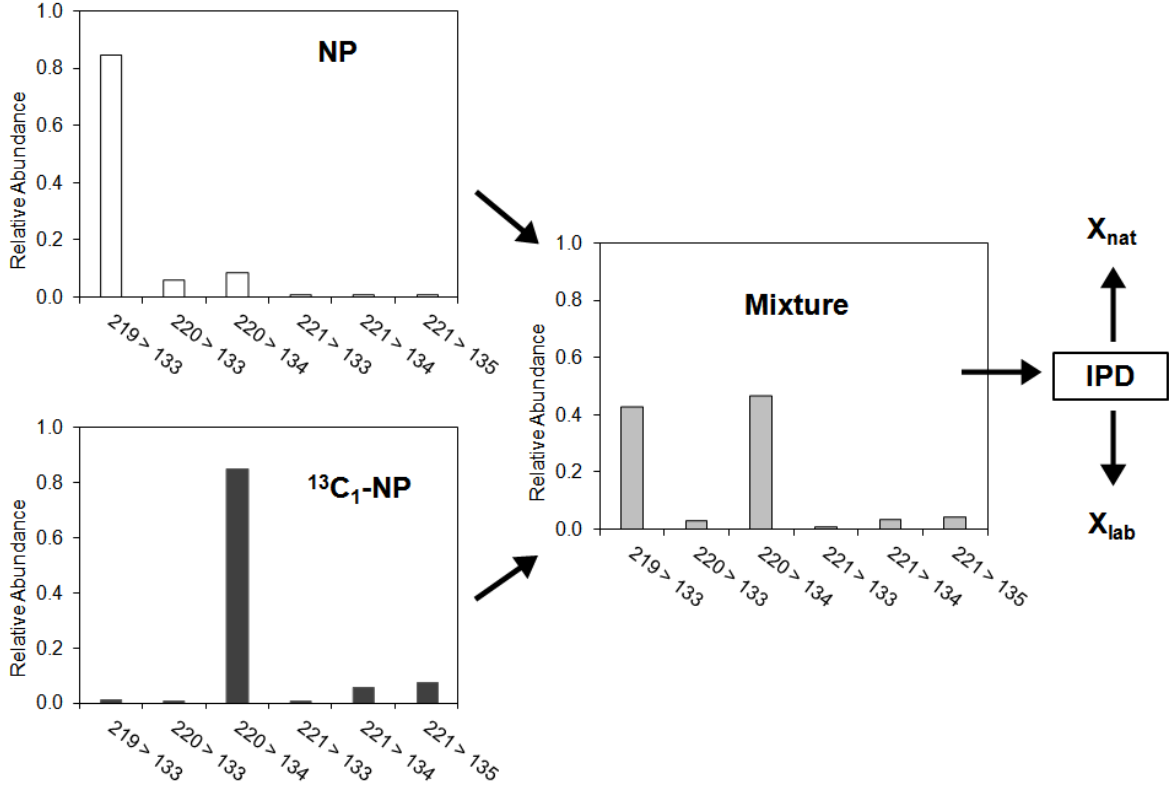 NP
Relative Abundance
1.0
0.8
0.6
0.4
0.2
0.0
219 > 133
220 > 133
220 > 134
221 > 133
221 > 134
221 > 135
¹³C₁-NP
Relative Abundance
1.0
0.8
0.6
0.4
0.2
0.0
219 > 133
220 > 133
220 > 134
221 > 133
221 > 134
221 > 135
Mixture
Relative Abundance
1.0
0.8
0.6
0.4
0.2
0.0
219 > 133
220 > 133
220 > 134
221 > 133
221 > 134
221 > 135
Xnat
IPD
Xlab